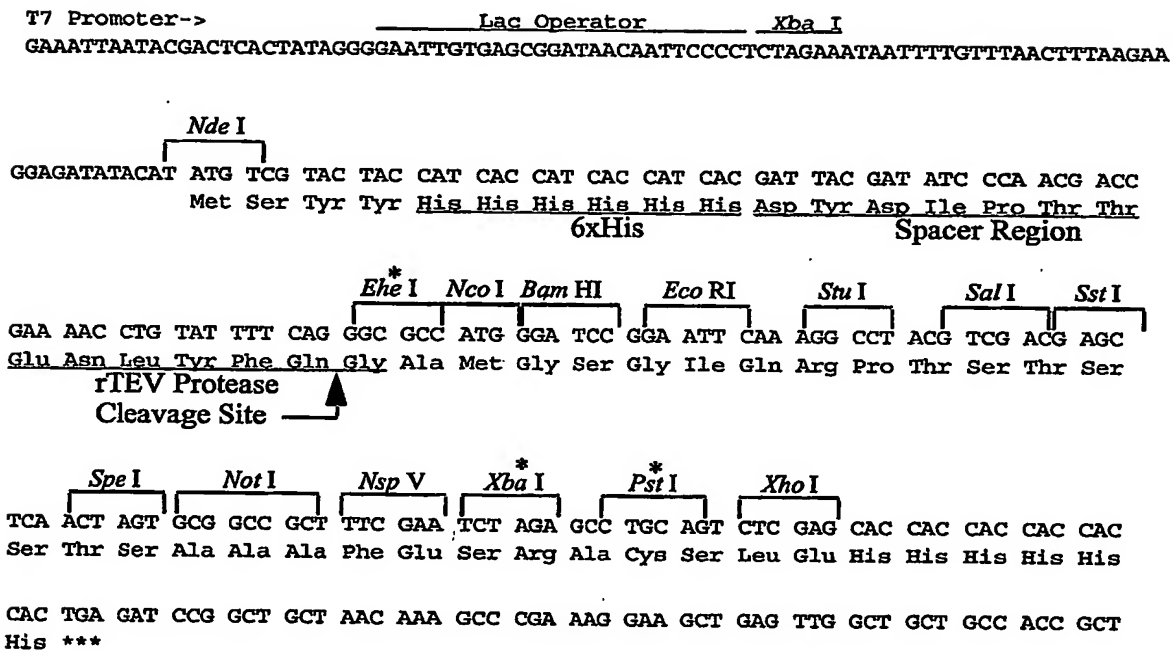 T7 Promoter-> Lac Operator Xba I
GAAATTAATACGACTCACTATAGGGGAATTGTGAGCGGATAACAATTCCCCTCTAGAAATAATTTTGTTTAACTTTAAGAA
Nde I
GGAGATATACAT ATG TCG TAC TAC CAT CAC CAT CAC CAT CAC GAT TAC GAT ATC CCA ACG ACC
Met Ser Tyr Tyr His His His His His His Asp Tyr Asp Ile Pro Thr Thr
6xHis Spacer Region
Ehe* I Nco I Bam HI Eco RI Stu I Sal I Sst I
GAA AAC CTG TAT TTT CAG GGC GCC ATG GGA TCC GGA ATT CAA AGG CCT ACG TCG ACG AGC
Glu Asn Leu Tyr Phe Gln Gly Ala Met Gly Ser Gly Ile Gln Arg Pro Thr Ser Thr Ser
rTEV Protease
Cleavage Site
Spe I Not I Nsp V Xba* I Pst* I Xho I
TCA ACT AGT GCG GCC GCT TTC GAA TCT AGA GCC TGC AGT CTC GAG CAC CAC CAC CAC CAC
Ser Thr Ser Ala Ala Ala Phe Glu Ser Arg Ala Cys Ser Leu Glu His His His His His
CAC TGA GAT CCG GCT GCT AAC AAA GCC CGA AAG GAA GCT GAG TTG GCT GCT GCC ACC GCT
His ***